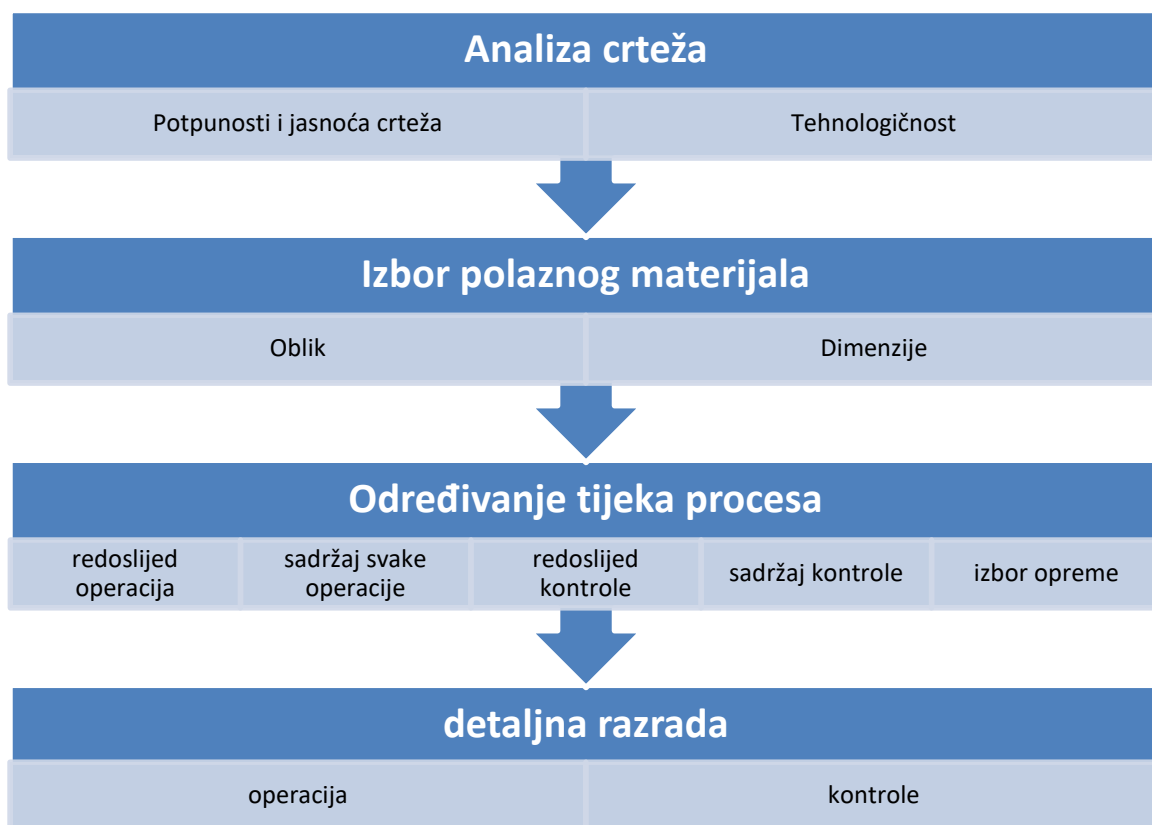 Analiza crteža
Potpunosti i jasnoća crteža
Tehnologičnost
Izbor polaznog materijala
Oblik
Dimenzije
Određivanje tijeka procesa
redoslijed
operacija
sadržaj svake
operacije
redoslijed
kontrole
sadržaj kontrole
izbor opreme
detaljna razrada
operacija
kontrole